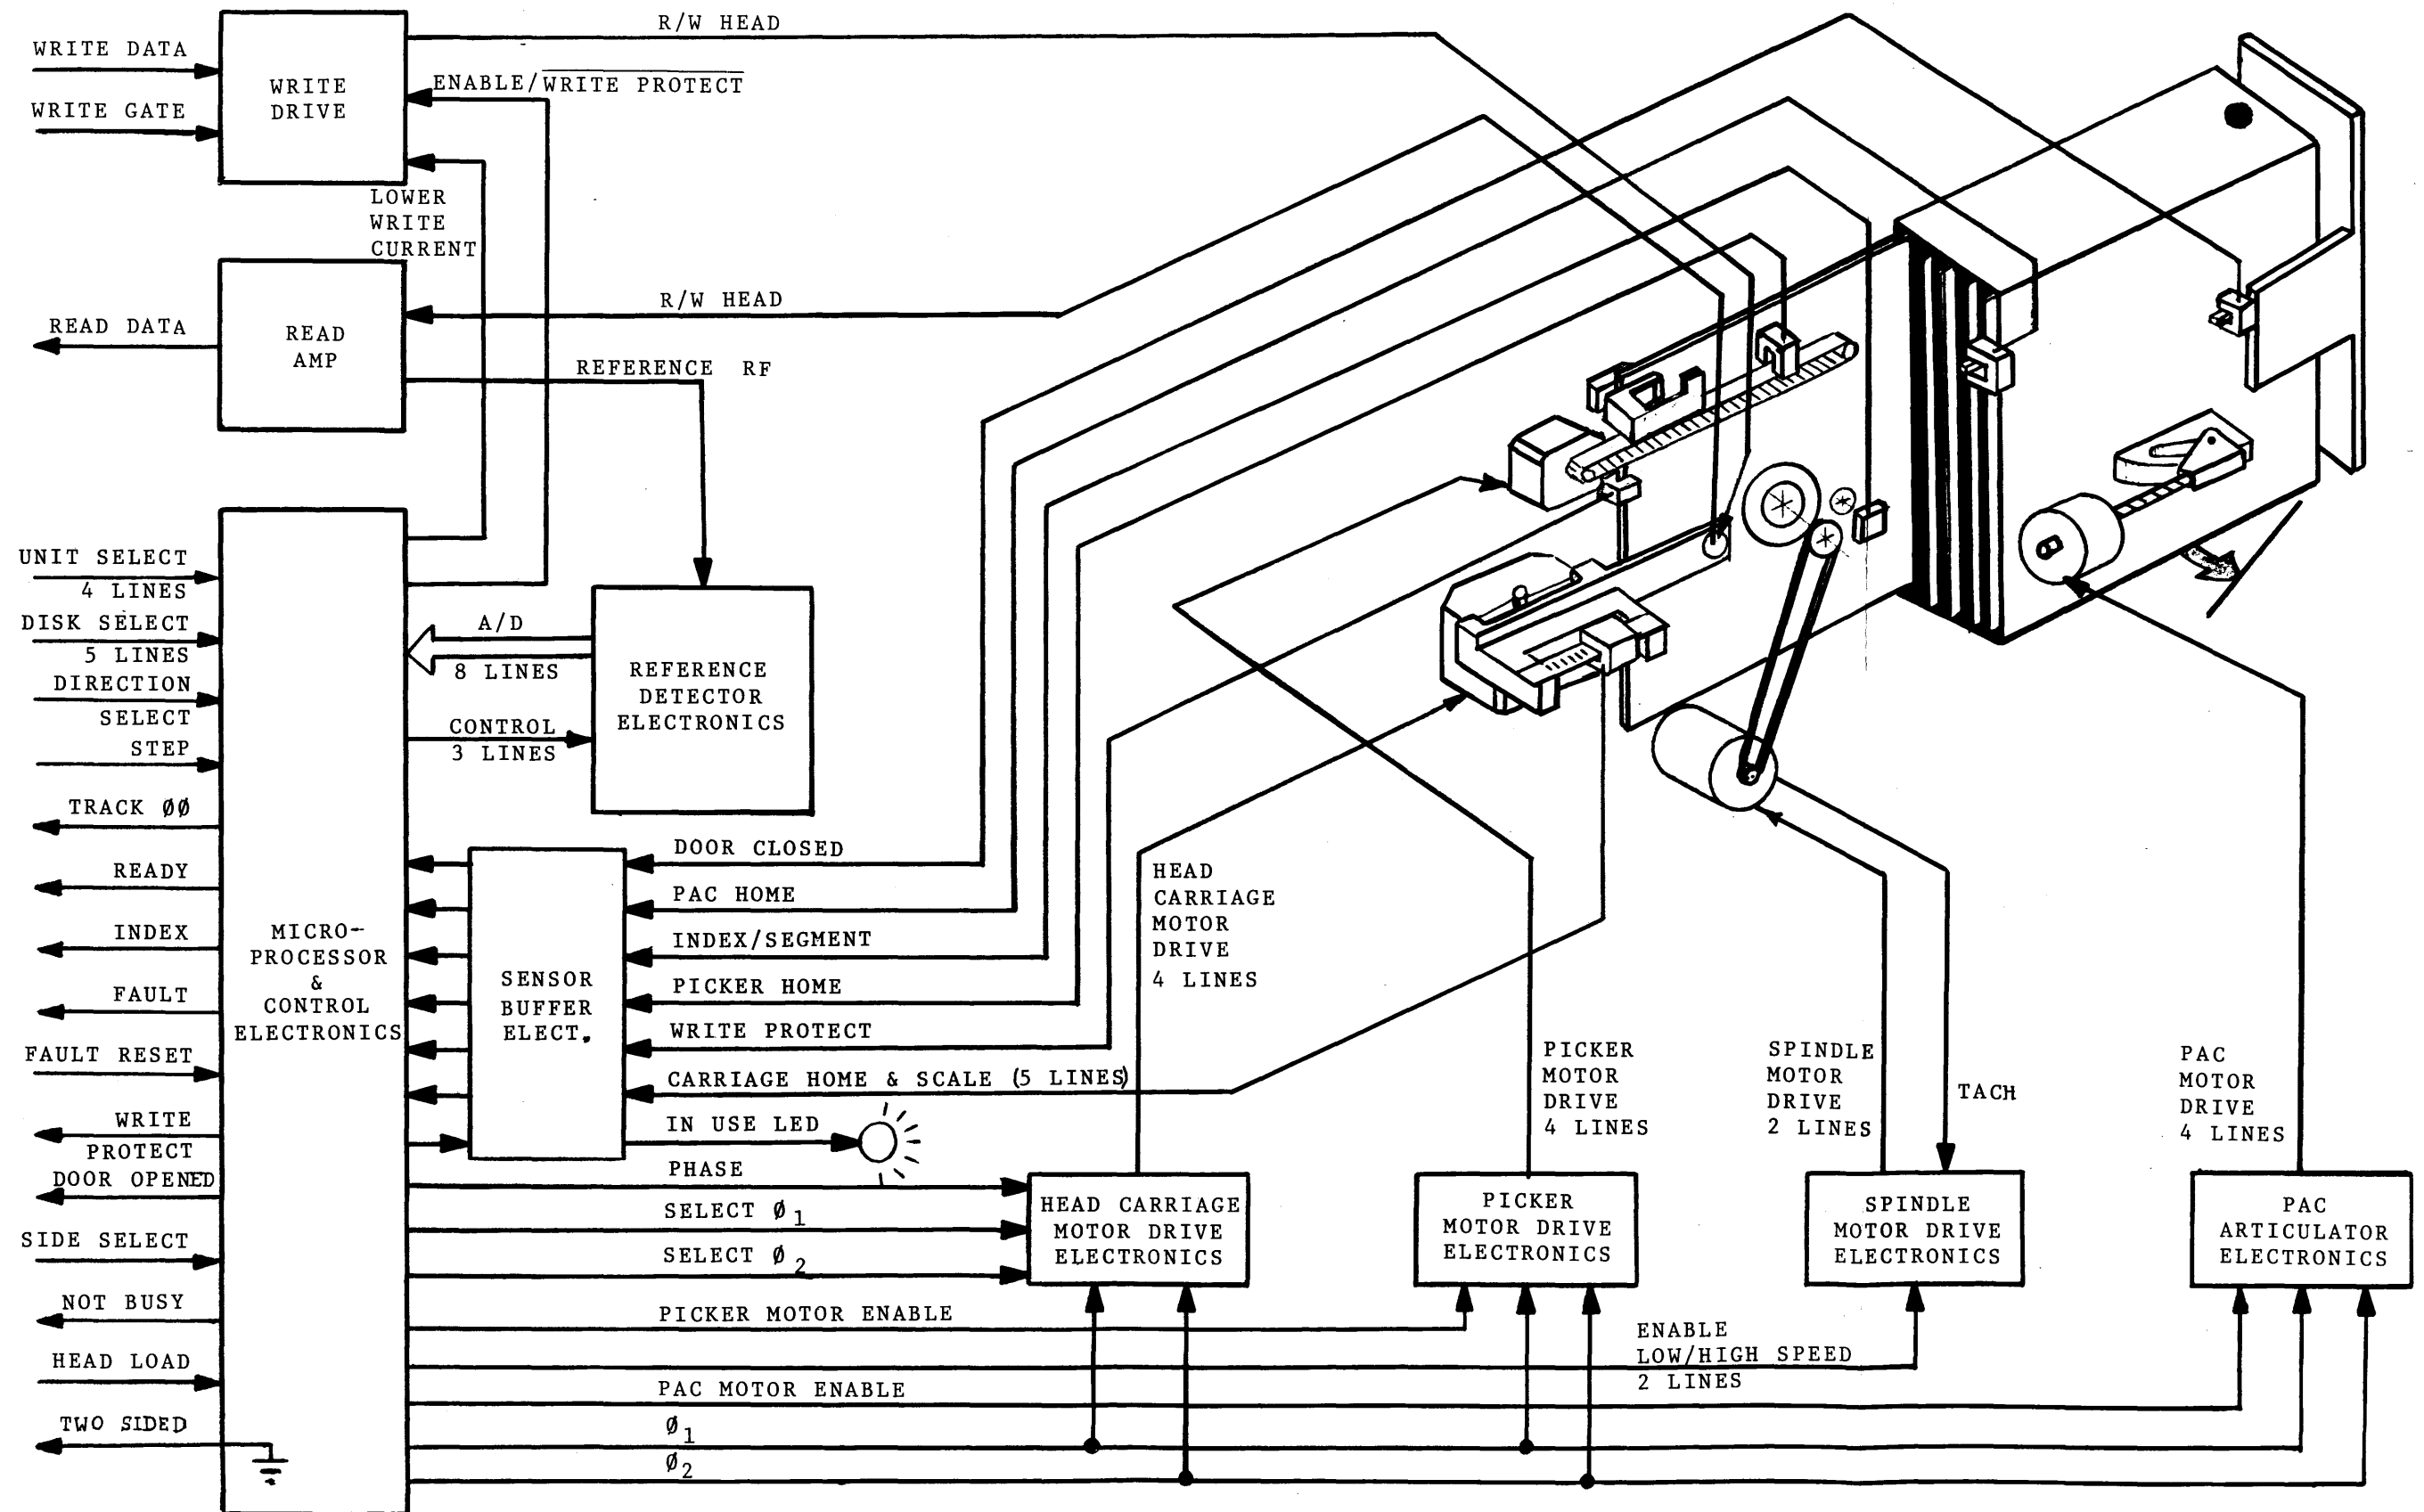 WRITE DATA
WRITE GATE
WRITE
DRIVE
R/W HEAD
ENABLE/WRITE PROTECT
LOWER
WRITE
CURRENT
READ DATA
READ
AMP
R/W HEAD
REFERENCE RF
UNIT SELECT
4 LINES
DISK SELECT
5 LINES
DIRECTION
SELECT
STEP
TRACK ØØ
READY
INDEX
FAULT
FAULT RESET
WRITE
PROTECT
DOOR OPENED
SIDE SELECT
NOT BUSY
HEAD LOAD
TWO SIDED
MICRO-
PROCESSOR
&
CONTROL
ELECTRONICS
A/D
8 LINES
CONTROL
3 LINES
REFERENCE
DETECTOR
ELECTRONICS
SENSOR
BUFFER
ELECT.
DOOR CLOSED
PAC HOME
INDEX/SEGMENT
PICKER HOME
WRITE PROTECT
CARRIAGE HOME & SCALE (5 LINES)
IN USE LED
PHASE
SELECT Ø1
SELECT Ø2
PICKER MOTOR ENABLE
ENABLE
LOW/HIGH SPEED
2 LINES
PAC MOTOR ENABLE
Ø1
Ø2
HEAD
CARRIAGE
MOTOR
DRIVE
4 LINES
PICKER
MOTOR
DRIVE
4 LINES
SPINDLE
MOTOR
DRIVE
2 LINES
TACH
PAC
MOTOR
DRIVE
4 LINES
HEAD CARRIAGE
MOTOR DRIVE
ELECTRONICS
PICKER
MOTOR DRIVE
ELECTRONICS
SPINDLE
MOTOR DRIVE
ELECTRONICS
PAC
ARTICULATOR
ELECTRONICS